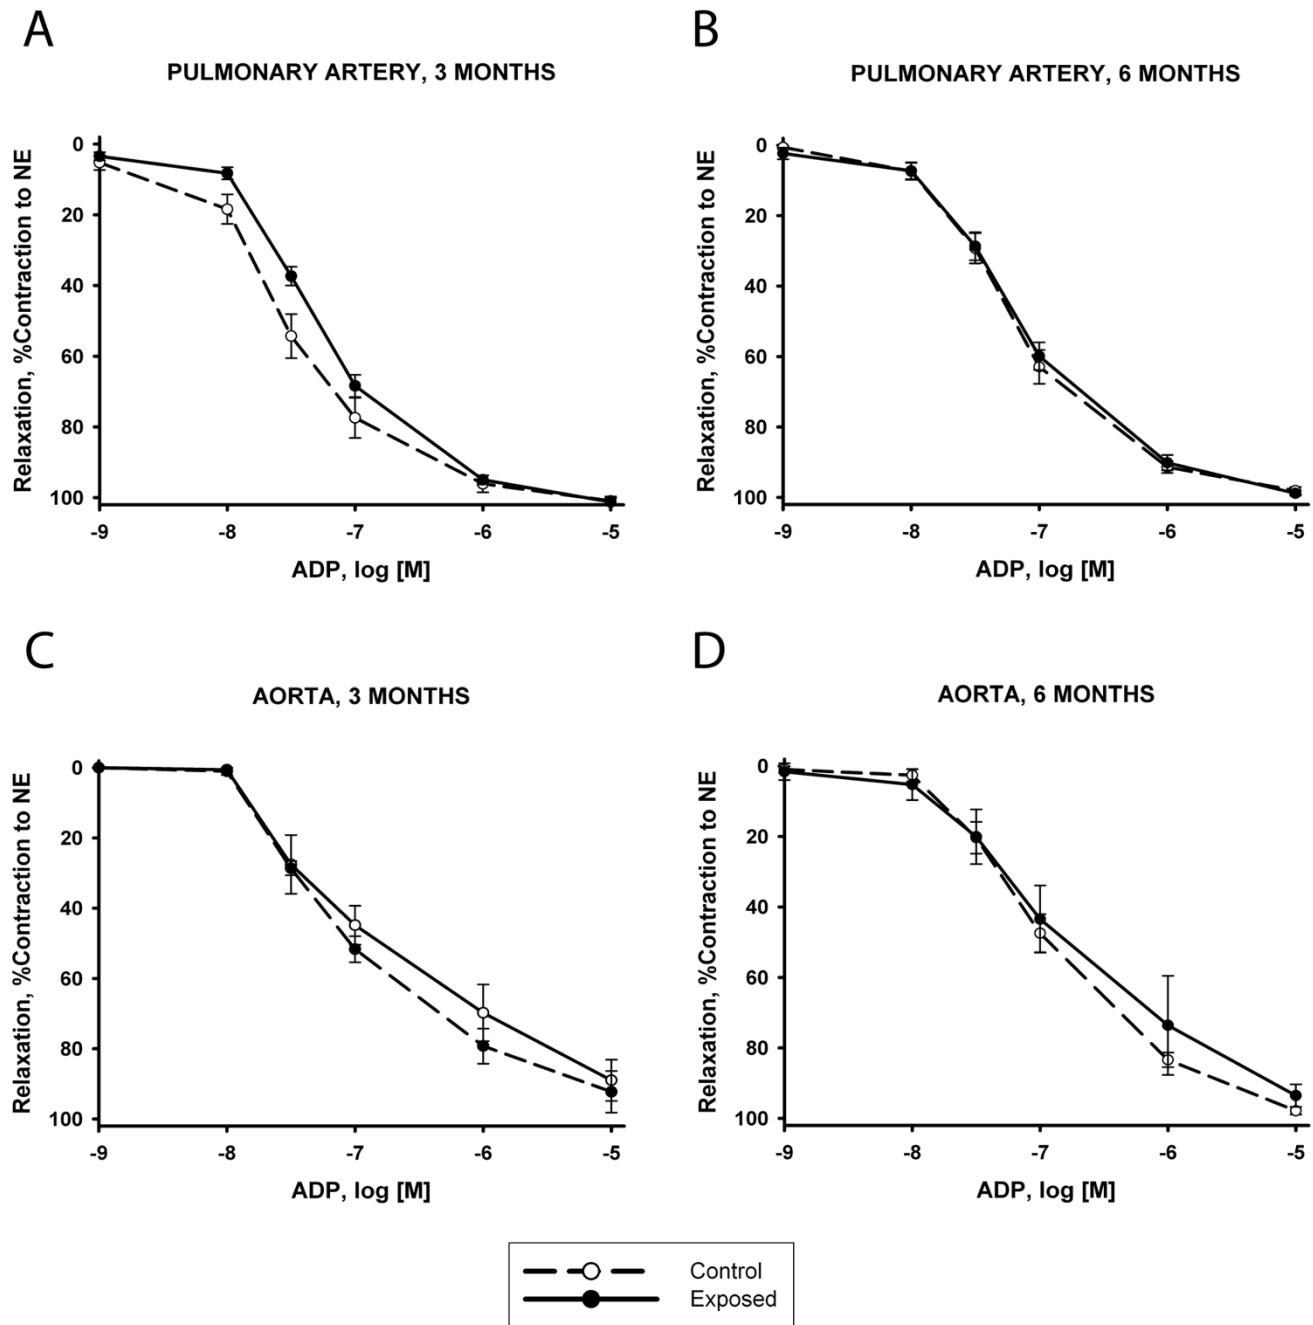 A
PULMONARY ARTERY, 3 MONTHS
Relaxation, %Contraction to NE
0
20
40
60
80
100
-9
-8
-7
-6
-5
ADP, log [M]
B
PULMONARY ARTERY, 6 MONTHS
Relaxation, %Contraction to NE
0
20
40
60
80
100
-9
-8
-7
-6
-5
ADP, log [M]
C
AORTA, 3 MONTHS
Relaxation, %Contraction to NE
0
20
40
60
80
100
-9
-8
-7
-6
-5
ADP, log [M]
D
AORTA, 6 MONTHS
Relaxation, %Contraction to NE
0
20
40
60
80
100
-9
-8
-7
-6
-5
ADP, log [M]
Control
Exposed